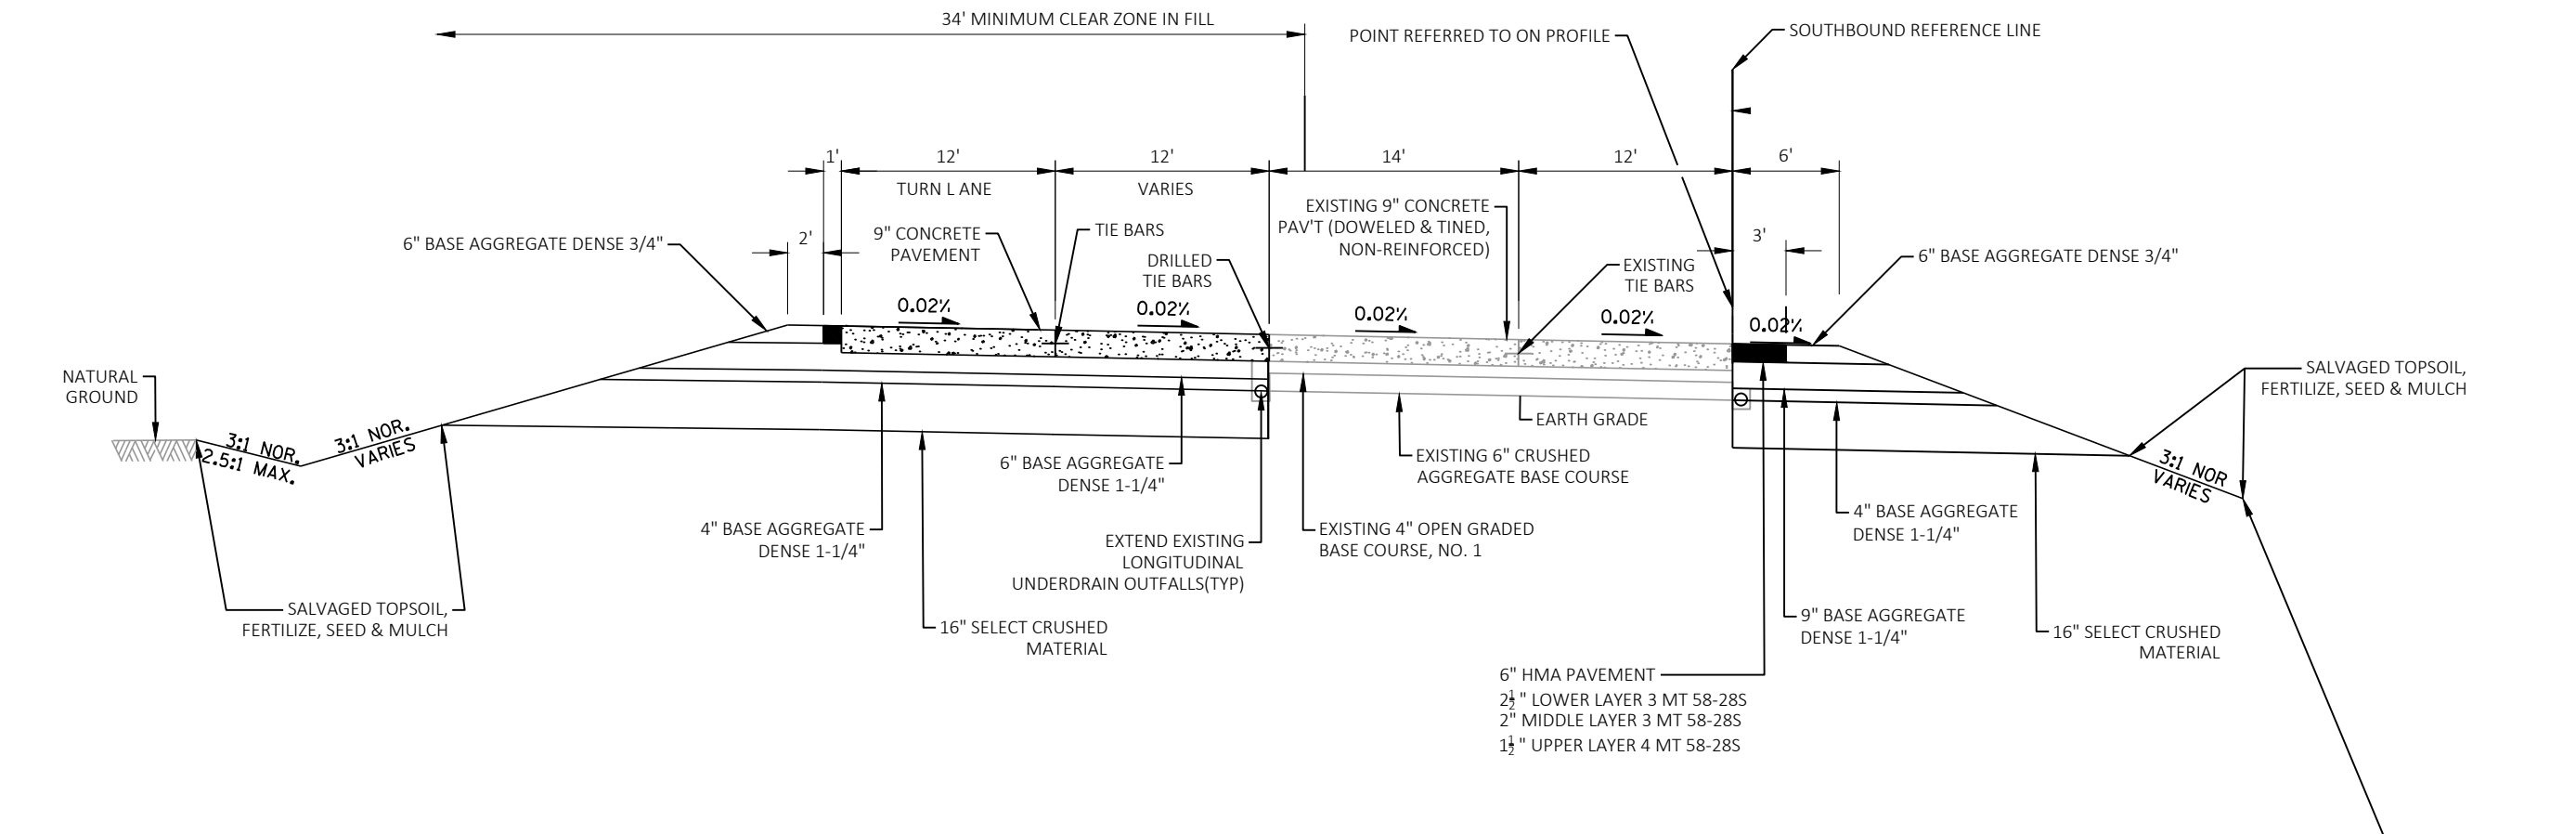 34' MINIMUM CLEAR ZONE IN FILL
POINT REFERRED TO ON PROFILE
SOUTHBOUND REFERENCE LINE
1'
12'
12'
14'
12'
6'
TURN L ANE
VARIES
2'
3'
6" BASE AGGREGATE DENSE 3/4"
9" CONCRETE
PAVEMENT
TIE BARS
DRILLED
TIE BARS
EXISTING 9" CONCRETE
PAV'T (DOWELED & TINED,
NON-REINFORCED)
EXISTING
TIE BARS
6" BASE AGGREGATE DENSE 3/4"
0.02%
0.02%
0.02%
0.02%
0.02%
NATURAL
GROUND
3:1 NOR.
2.5:1 MAX.
3:1 NOR.
VARIES
SALVAGED TOPSOIL,
FERTILIZE, SEED & MULCH
EARTH GRADE
6" BASE AGGREGATE
DENSE 1-1/4"
EXISTING 6" CRUSHED
AGGREGATE BASE COURSE
3:1 NOR
VARIES
4" BASE AGGREGATE
DENSE 1-1/4"
EXTEND EXISTING
LONGITUDINAL
UNDERDRAIN OUTFALLS(TYP)
EXISTING 4" OPEN GRADED
BASE COURSE, NO. 1
4" BASE AGGREGATE
DENSE 1-1/4"
SALVAGED TOPSOIL,
FERTILIZE, SEED & MULCH
16" SELECT CRUSHED
MATERIAL
9" BASE AGGREGATE
DENSE 1-1/4"
16" SELECT CRUSHED
MATERIAL
6" HMA PAVEMENT
2½" LOWER LAYER 3 MT 58-28S
2" MIDDLE LAYER 3 MT 58-28S
1½" UPPER LAYER 4 MT 58-28S